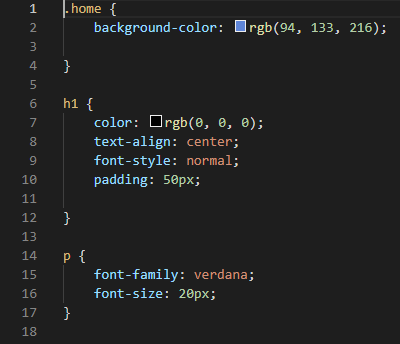 1 .home {
2 background-color: rgb(94, 133, 216);
3
4 }
5
6 h1 {
7 color: rgb(0, 0, 0);
8 text-align: center;
9 font-style: normal;
10 padding: 50px;
11
12 }
13
14 p {
15 font-family: verdana;
16 font-size: 20px;
17 }
18